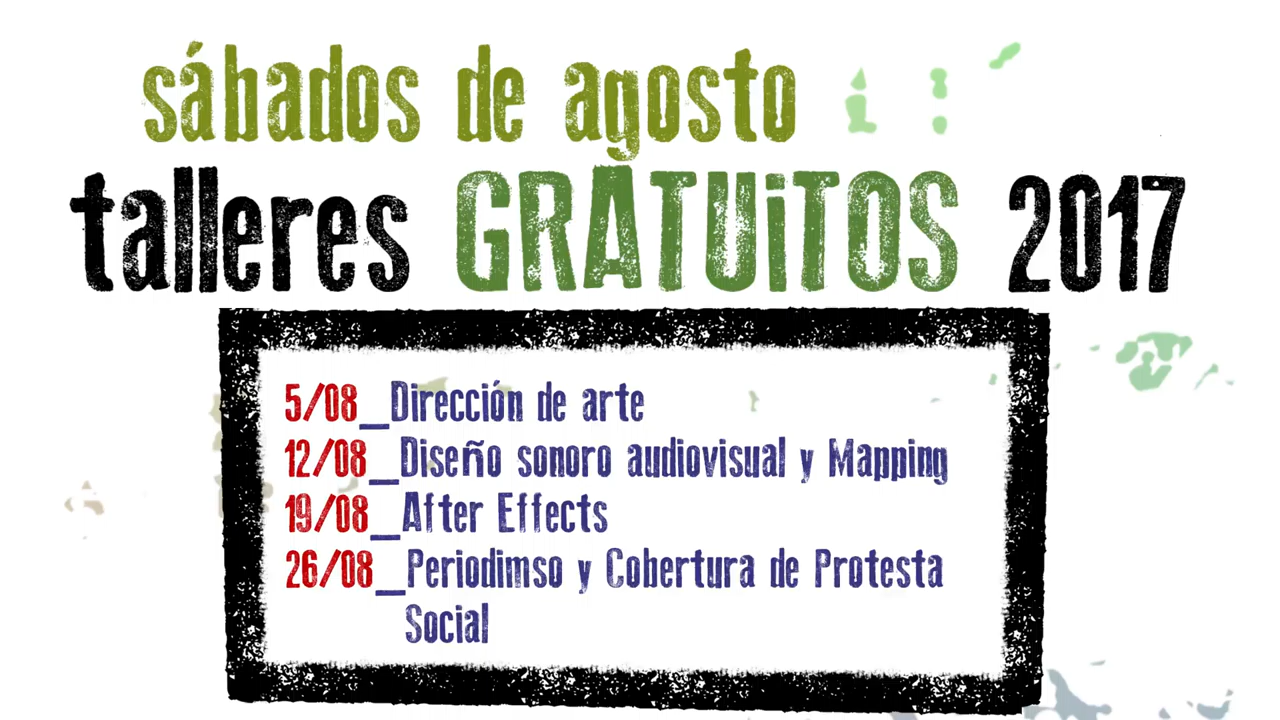 sábados de agosto
talleres GRATUiTOS 2017
5/08_Dirección de arte
12/08_Diseño sonoro audiovisual y Mapping
19/08_After Effects
26/08_Periodimso y Cobertura de Protesta
Social